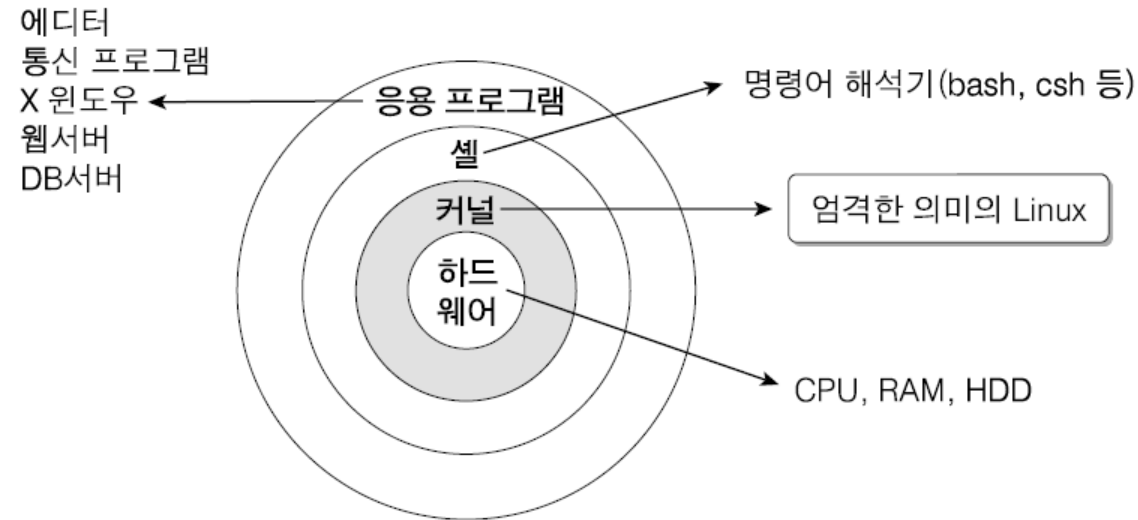 에디터
통신 프로그램
X 윈도우
웹서버
DB서버
응용 프로그램
셸
커널
하드
웨어
명령어 해석기(bash, csh 등)
엄격한 의미의 Linux
CPU, RAM, HDD